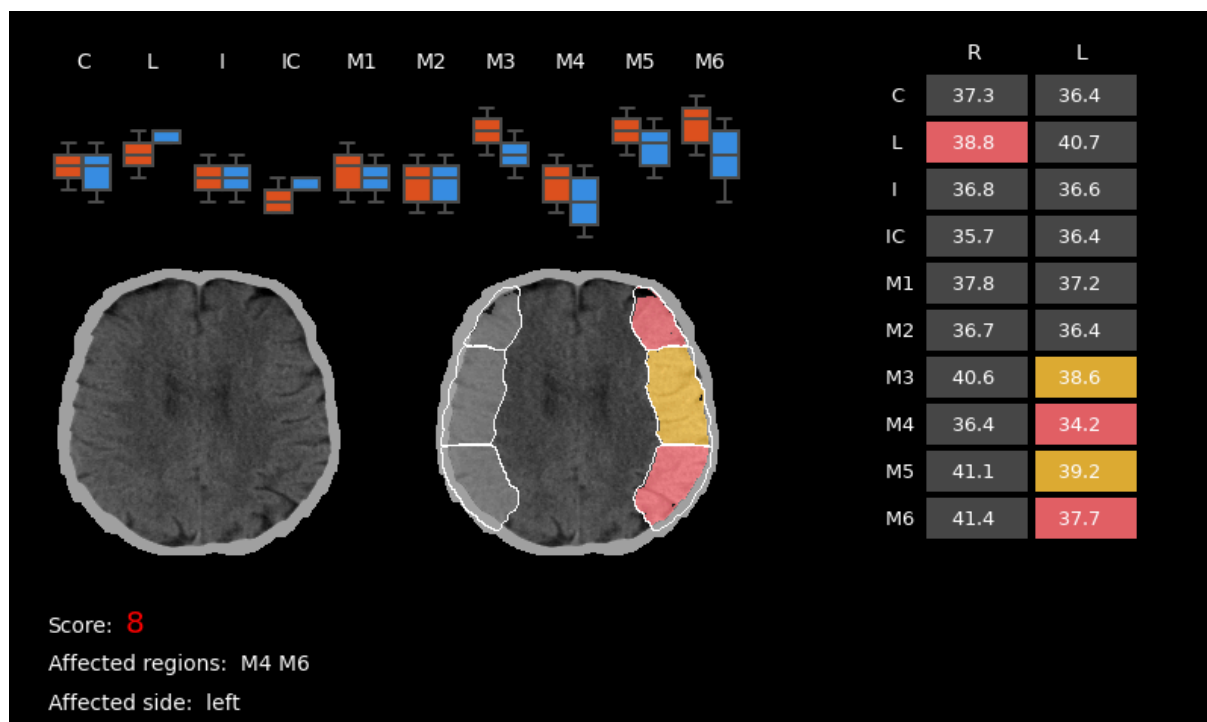 C L I IC M1 M2 M3 M4 M5 M6
R L
C 37.3 36.4
L 38.8 40.7
I 36.8 36.6
IC 35.7 36.4
M1 37.8 37.2
M2 36.7 36.4
M3 40.6 38.6
M4 36.4 34.2
M5 41.1 39.2
M6 41.4 37.7
Score: 8
Affected regions: M4 M6
Affected side: left